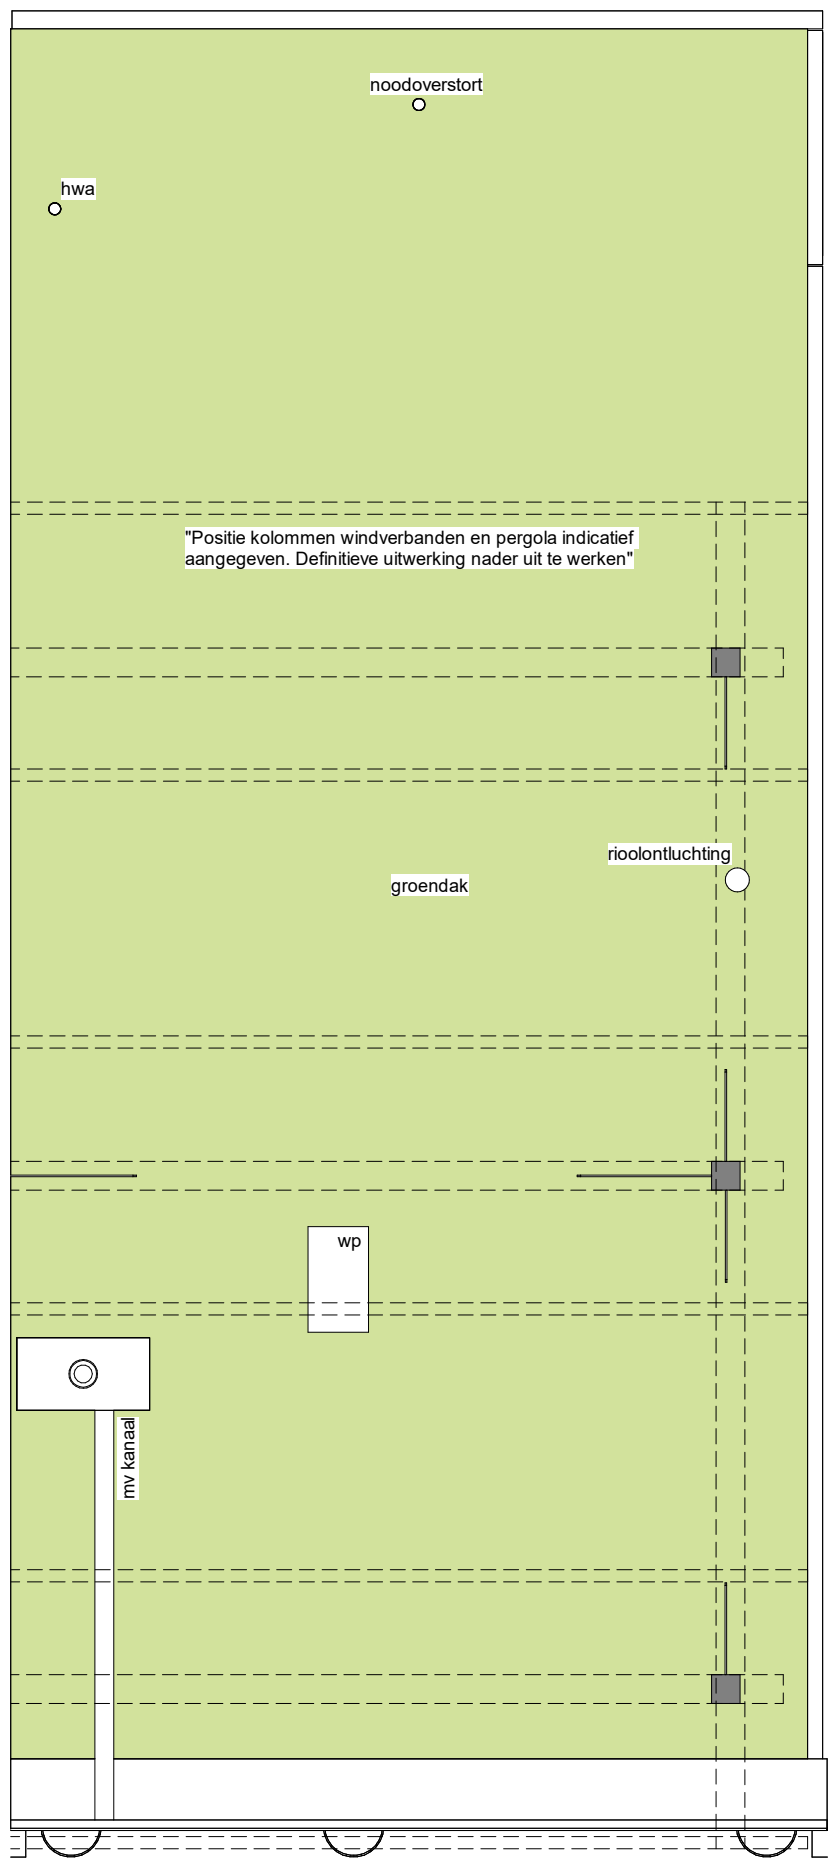 noodoverstort
hwa
"Positie kolommen windverbanden en pergola indicatief
aangegeven. Definitieve uitwerking nader uit te werken"
rioolontluchting
groendak
wp
mv kanaal